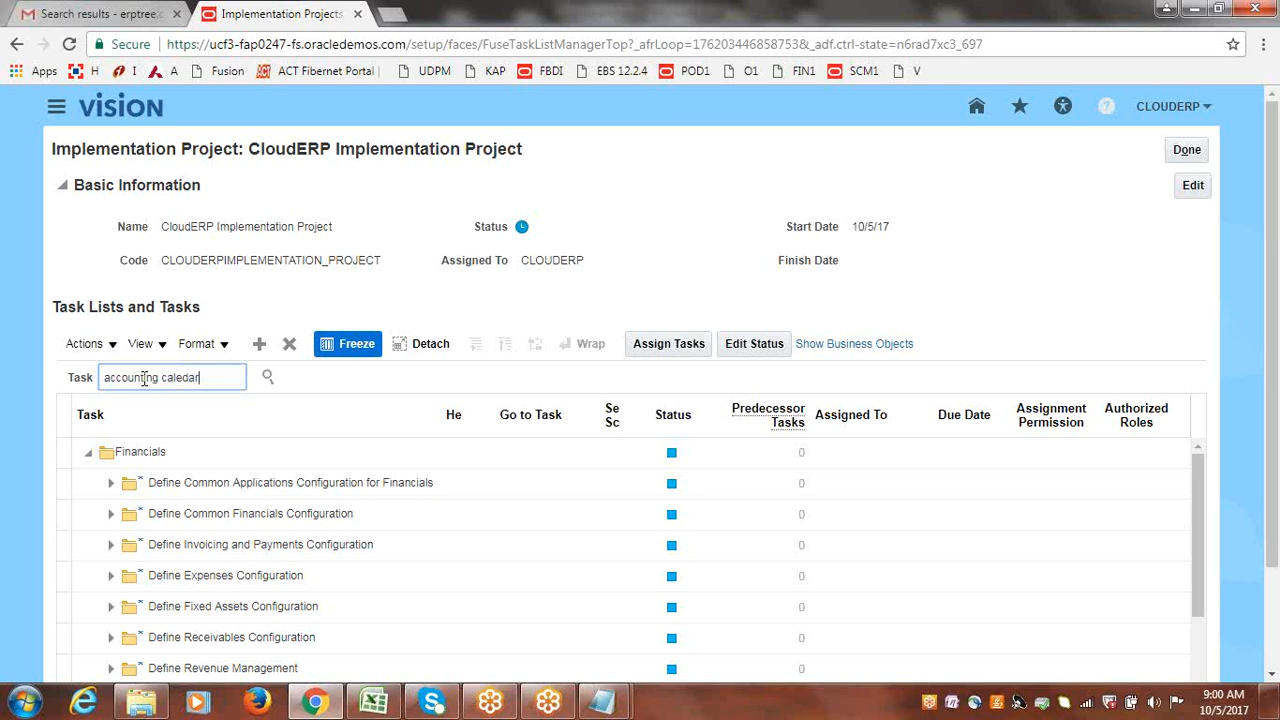 Search results - erptree.c
Implementation Projects
Secure
https://ucf3-fap0247-fs.oracledemos.com/setup/faces/FuseTaskListManagerTop?_afrLoop=1762034468587​53&_adf.ctrl-state=n6rad7xc3_697
Apps H I A Fusion ACT Fibernet Portal UDPM KAP FBDI EBS 12.2.4 POD1 O1 FIN1 SCM1 V
VISION
CLOUDERP
Implementation Project: CloudERP Implementation Project
Done
Basic Information
Edit
Name CloudERP Implementation Project Status Start Date 10/5/17
Code CLOUDERPIMPLEMENTATION_PROJECT Assigned To CLOUDERP Finish Date
Task Lists and Tasks
Actions View Format Freeze Detach Wrap Assign Tasks Edit Status Show Business Objects
Task accounting caledar
Task He Go to Task Se Sc Status Predecessor Tasks Assigned To Due Date Assignment Permission Authorized Roles
Financials 0
Define Common Applications Configuration for Financials 0
Define Common Financials Configuration 0
Define Invoicing and Payments Configuration 0
Define Expenses Configuration 0
Define Fixed Assets Configuration 0
Define Receivables Configuration 0
Define Revenue Management 0
9:00 AM
10/5/2017